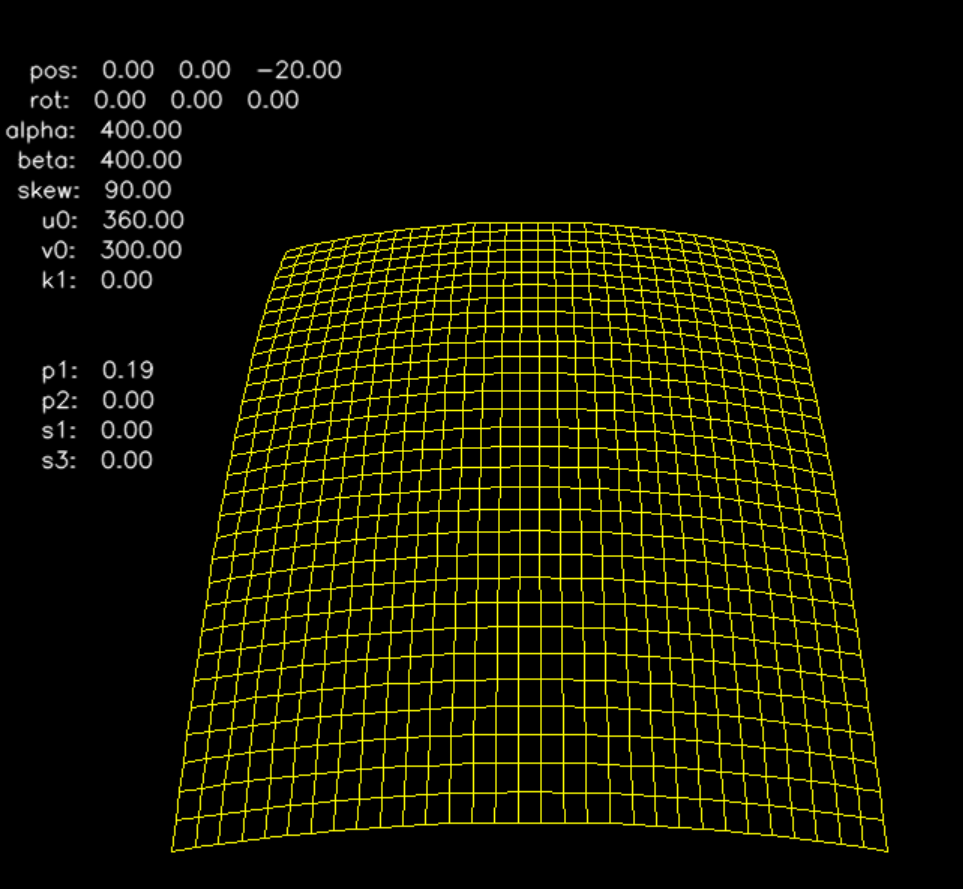 pos: 0.00 0.00 −20.00
rot: 0.00 0.00 0.00
alpha: 400.00
beta: 400.00
skew: 90.00
u0: 360.00
v0: 300.00
k1: 0.00
p1: 0.19
p2: 0.00
s1: 0.00
s3: 0.00